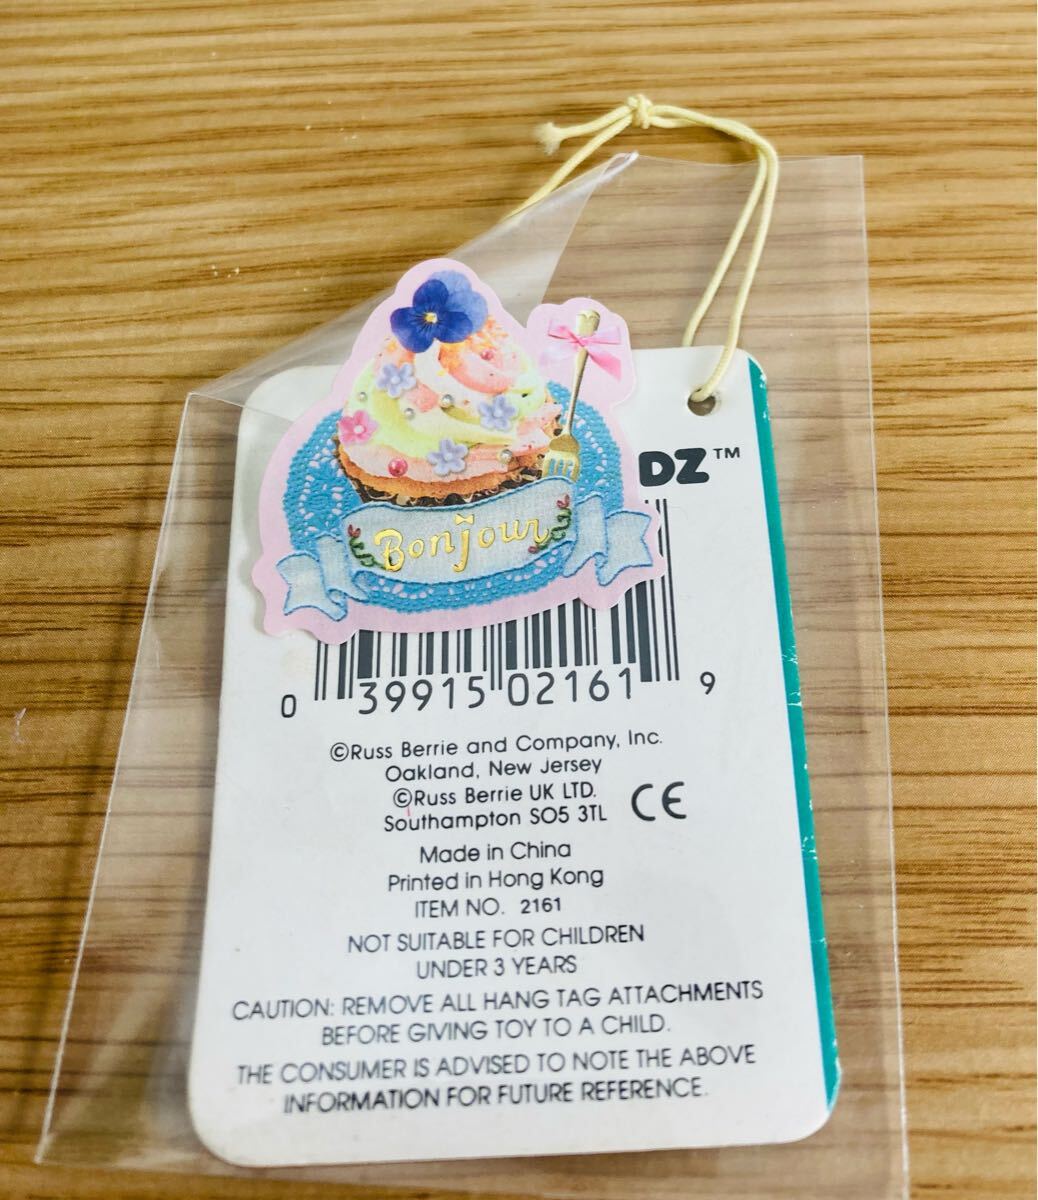 DZ™
Bonjour
0 39915 02161 9
©Russ Berrie and Company, Inc.
Oakland, New Jersey
©Russ Berrie UK LTD.
Southampton SO5 3TL
CE
Made in China
Printed in Hong Kong
ITEM NO. 2161
NOT SUITABLE FOR CHILDREN
UNDER 3 YEARS
CAUTION: REMOVE ALL HANG TAG ATTACHMENTS
BEFORE GIVING TOY TO A CHILD.
THE CONSUMER IS ADVISED TO NOTE THE ABOVE
INFORMATION FOR FUTURE REFERENCE.